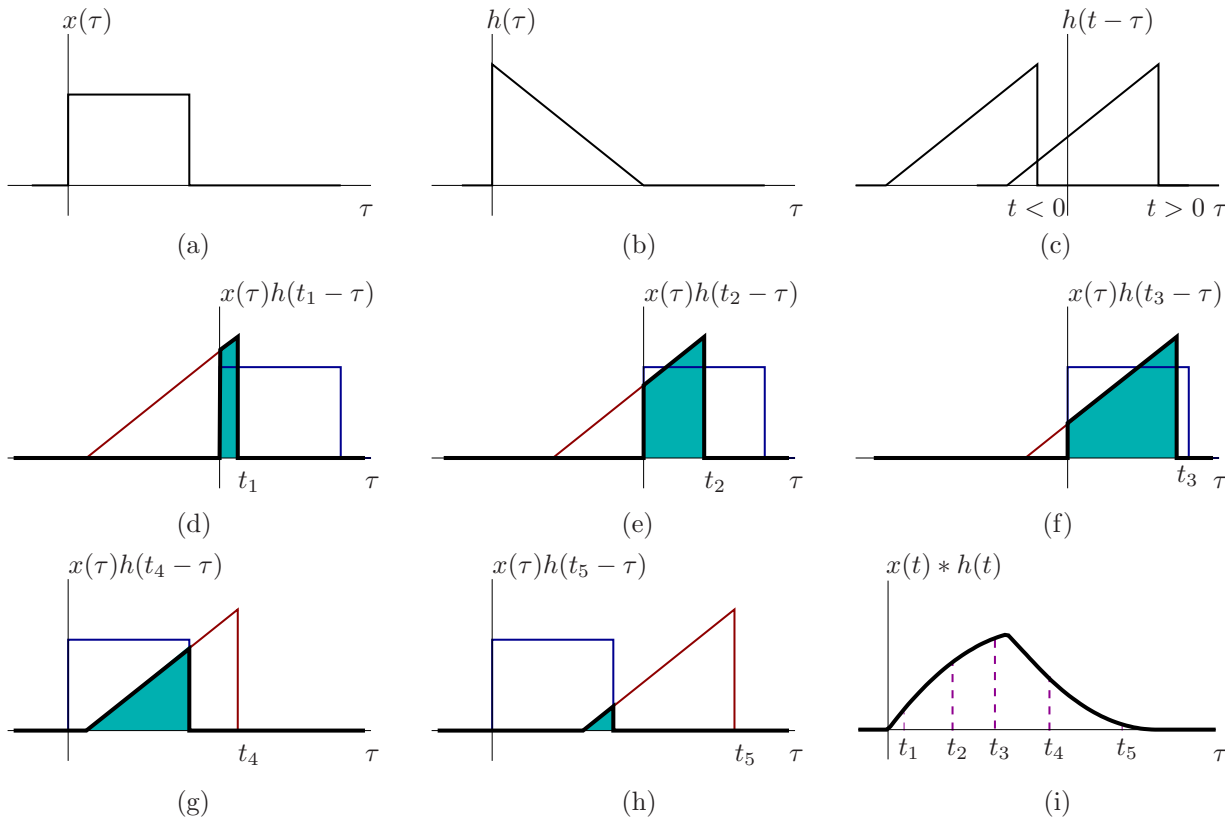 x(τ)
h(τ)
h(t − τ)
τ
τ
t < 0
t > 0 τ
(a)
(b)
(c)
x(τ)h(t₁ − τ)
x(τ)h(t₂ − τ)
x(τ)h(t₃ − τ)
t₁
τ
t₂
τ
t₃
τ
(d)
(e)
(f)
x(τ)h(t₄ − τ)
x(τ)h(t₅ − τ)
x(t) ∗ h(t)
t₄
τ
t₅
τ
t₁
t₂
t₃
t₄
t₅
τ
(g)
(h)
(i)